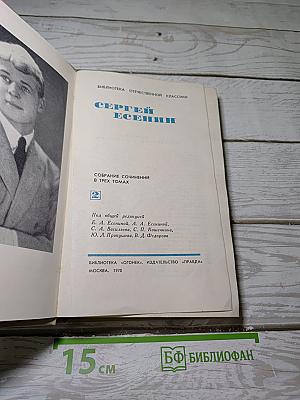 БИБЛИОТЕКА ОТЕЧЕСТВЕННОЙ КЛАССИКИ
СЕРГЕЙ
ЕСЕНИН
СОБРАНИЕ СОЧИНЕНИЙ
В ТРЕХ ТОМАХ
2
Под общей редакцией
Е. А. Есениной, А. А. Есениной,
С. А. Васильева, С. П. Кошечкина,
Ю. Л. Прокушева, В. Д. Федорова
БИБЛИОТЕКА «ОГОНЕК». ИЗДАТЕЛЬСТВО «ПРАВДА»
МОСКВА. 1970
15 см
БФ БИБЛИОФАН